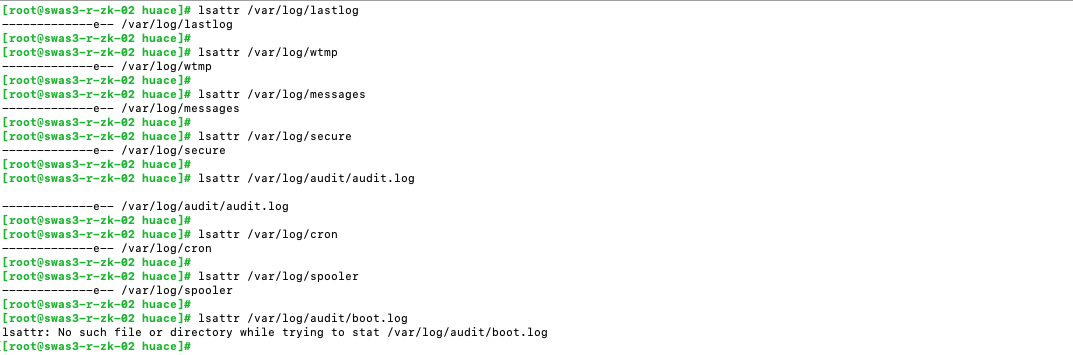 [root@swas3-r-zk-02 huace]# lsattr /var/log/lastlog
-------------e-- /var/log/lastlog
[root@swas3-r-zk-02 huace]#
[root@swas3-r-zk-02 huace]# lsattr /var/log/wtmp
-------------e-- /var/log/wtmp
[root@swas3-r-zk-02 huace]#
[root@swas3-r-zk-02 huace]# lsattr /var/log/messages
-------------e-- /var/log/messages
[root@swas3-r-zk-02 huace]#
[root@swas3-r-zk-02 huace]# lsattr /var/log/secure
-------------e-- /var/log/secure
[root@swas3-r-zk-02 huace]#
[root@swas3-r-zk-02 huace]# lsattr /var/log/audit/audit.log
-------------e-- /var/log/audit/audit.log
[root@swas3-r-zk-02 huace]#
[root@swas3-r-zk-02 huace]# lsattr /var/log/cron
-------------e-- /var/log/cron
[root@swas3-r-zk-02 huace]#
[root@swas3-r-zk-02 huace]# lsattr /var/log/spooler
-------------e-- /var/log/spooler
[root@swas3-r-zk-02 huace]#
[root@swas3-r-zk-02 huace]# lsattr /var/log/audit/boot.log
lsattr: No such file or directory while trying to stat /var/log/audit/boot.log
[root@swas3-r-zk-02 huace]#